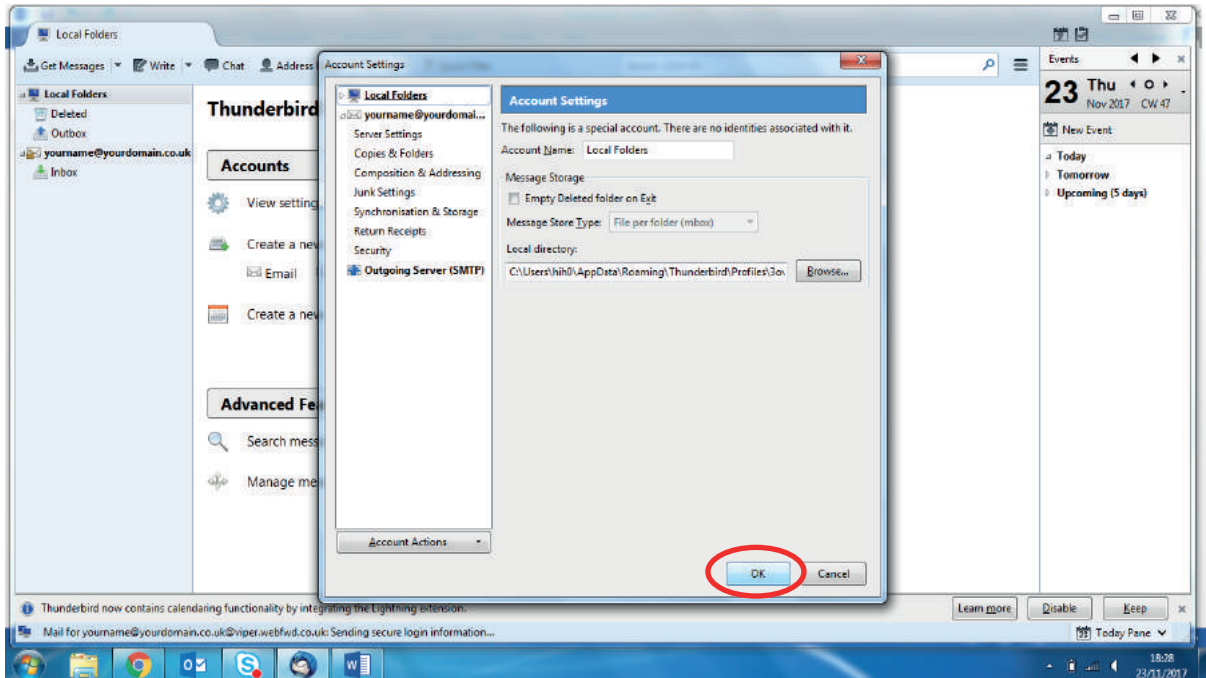 Local Folders
Get Messages
Write
Chat
Address
Local Folders
Deleted
Outbox
yourname@yourdomain.co.uk
Inbox
Thunderbird
Accounts
View setting
Create a new
Email
Create a new
Advanced Fea
Search mess
Manage me
Account Settings
Local Folders
yourname@yourdomai...
Server Settings
Copies & Folders
Composition & Addressing
Junk Settings
Synchronisation & Storage
Return Receipts
Security
Outgoing Server (SMTP)
Account Actions
Account Settings
The following is a special account. There are no identities associated with it.
Account Name: Local Folders
Message Storage
Empty Deleted folder on Exit
Message Store Type: File per folder (mbox)
Local directory:
C:\Users\hih0\AppData\Roaming\Thunderbird\Profiles\3o Browse...
OK Cancel
Events
23 Thu
Nov 2017 CW 47
New Event
Today
Tomorrow
Upcoming (5 days)
Thunderbird now contains calendaring functionality by integrating the Lightning extension.
Learn more Disable Keep
Mail for yourname@yourdomain.co.uk@viper.webfwd.co.uk: Sending secure login information...
23 Today Pane
18:28
23/11/2017